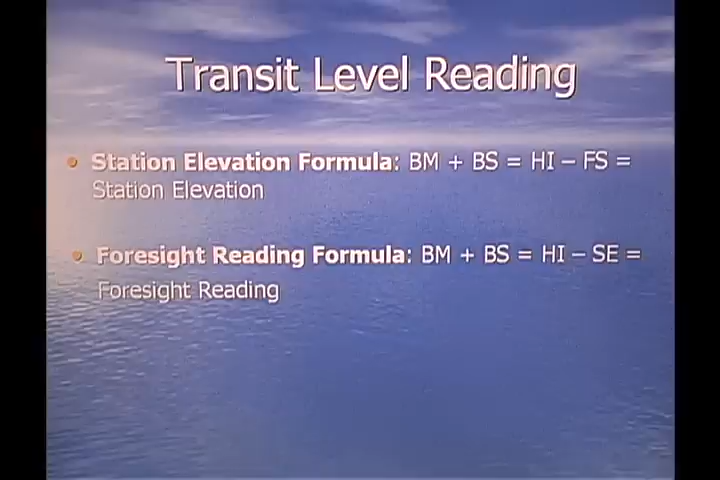 Transit Level Reading
Station Elevation Formula: BM + BS = HI – FS =
Station Elevation
Foresight Reading Formula: BM + BS = HI – SE =
Foresight Reading